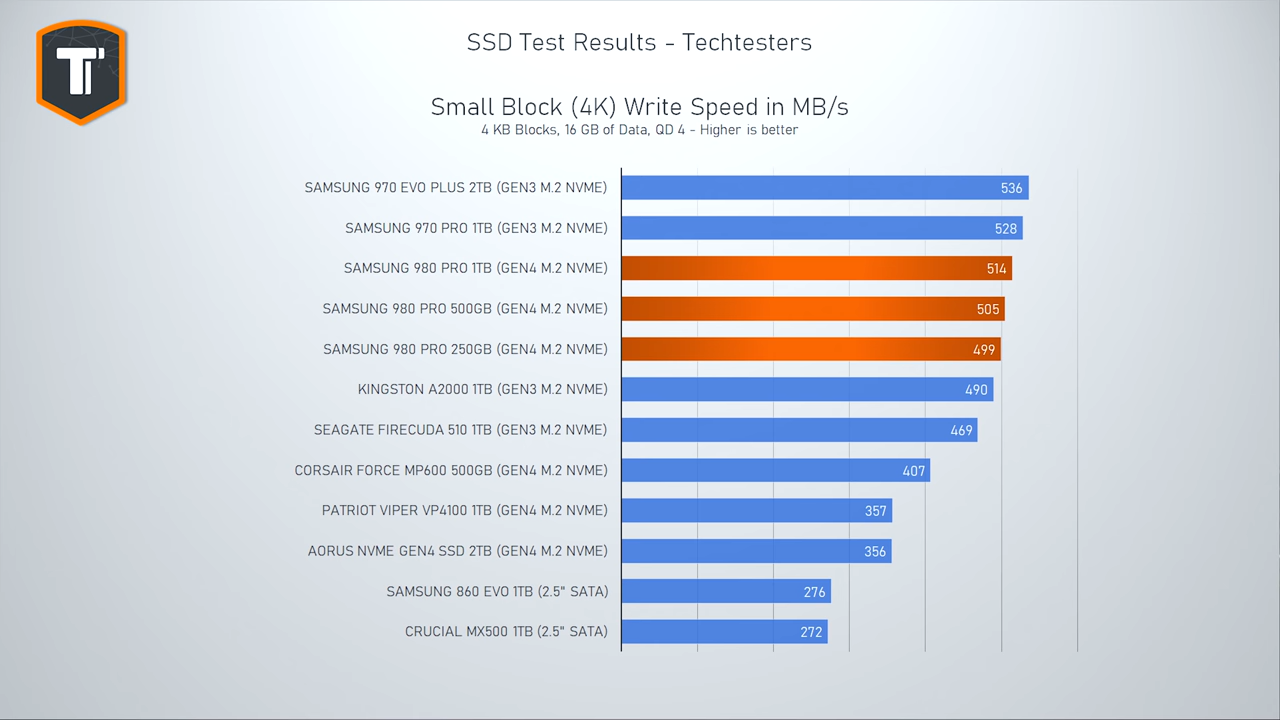 T
SSD Test Results - Techtesters
Small Block (4K) Write Speed in MB/s
4 KB Blocks, 16 GB of Data, QD 4 - Higher is better
SAMSUNG 970 EVO PLUS 2TB (GEN3 M.2 NVME) 536
SAMSUNG 970 PRO 1TB (GEN3 M.2 NVME) 528
SAMSUNG 980 PRO 1TB (GEN4 M.2 NVME) 514
SAMSUNG 980 PRO 500GB (GEN4 M.2 NVME) 505
SAMSUNG 980 PRO 250GB (GEN4 M.2 NVME) 499
KINGSTON A2000 1TB (GEN3 M.2 NVME) 490
SEAGATE FIRECUDA 510 1TB (GEN3 M.2 NVME) 469
CORSAIR FORCE MP600 500GB (GEN4 M.2 NVME) 407
PATRIOT VIPER VP4100 1TB (GEN4 M.2 NVME) 357
AORUS NVME GEN4 SSD 2TB (GEN4 M.2 NVME) 356
SAMSUNG 860 EVO 1TB (2.5" SATA) 276
CRUCIAL MX500 1TB (2.5" SATA) 272